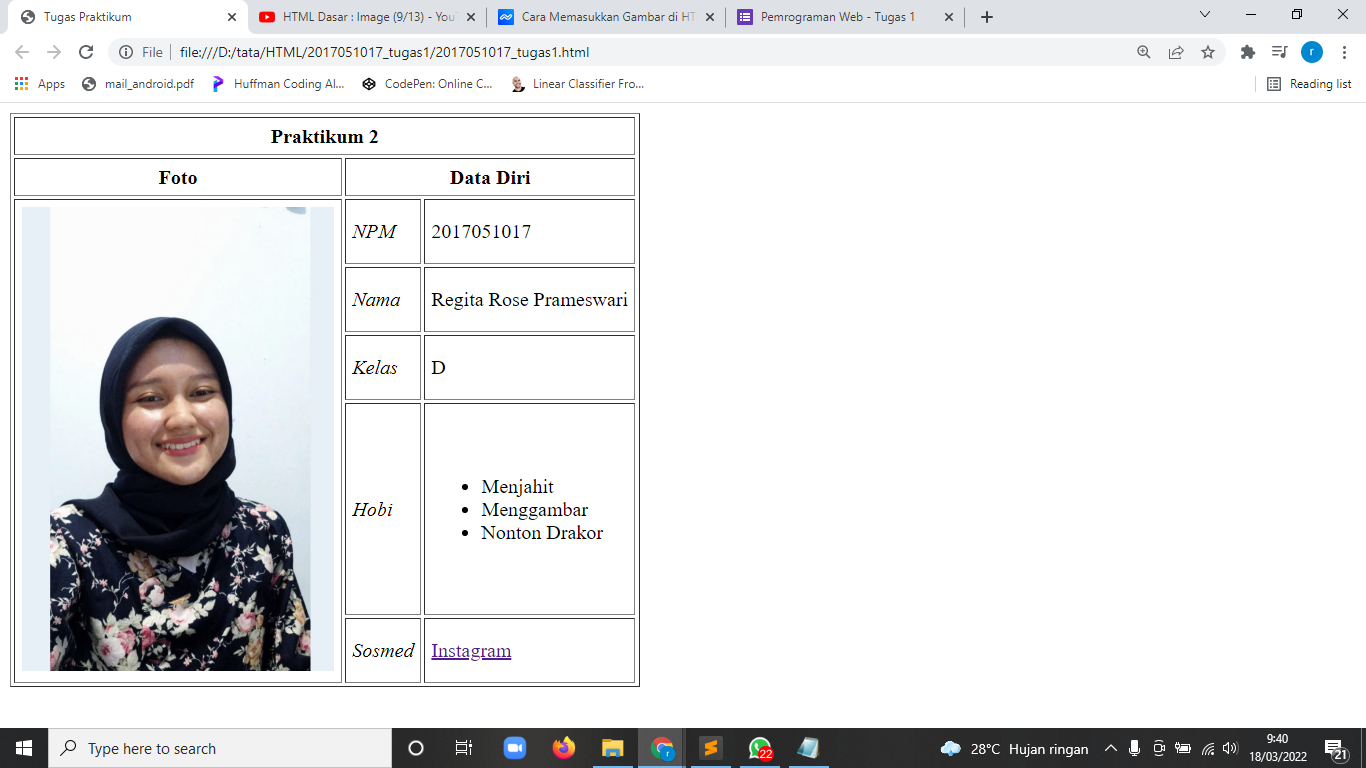 Tugas Praktikum
HTML Dasar : Image (9/13) - You
Cara Memasukkan Gambar di HT
Pemrograman Web - Tugas 1
File
file:///D:/tata/HTML/2017051017_tugas1/2017051017_tugas1.html
r
Apps
mail_android.pdf
Huffman Coding Al...
CodePen: Online C...
Linear Classifier Fro...
Reading list
Praktikum 2
Foto
Data Diri
NPM 2017051017
Nama Regita Rose Prameswari
Kelas D
Hobi
Menjahit
Menggambar
Nonton Drakor
Sosmed Instagram
Type here to search
r
22
28°C Hujan ringan
9:40
18/03/2022
21